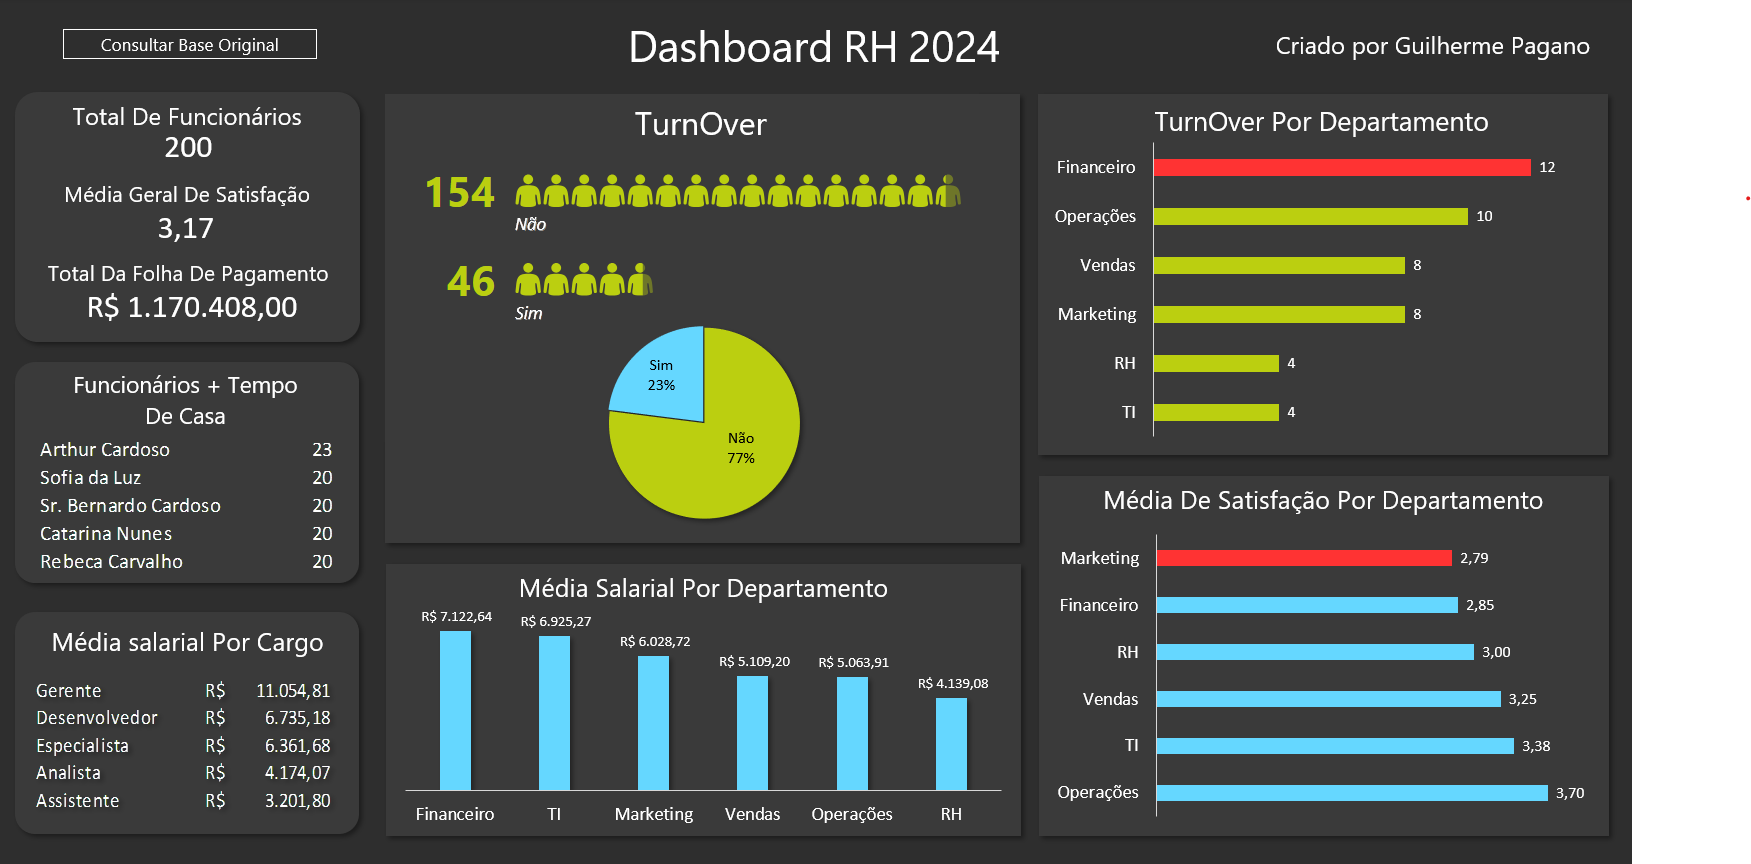 Consultar Base Original
Dashboard RH 2024
Criado por Guilherme Pagano
Total De Funcionários
200
Média Geral De Satisfação
3,17
Total Da Folha De Pagamento
R$ 1.170.408,00
Funcionários + Tempo
De Casa
Arthur Cardoso 23
Sofia da Luz 20
Sr. Bernardo Cardoso 20
Catarina Nunes 20
Rebeca Carvalho 20
Média salarial Por Cargo
Gerente R$ 11.054,81
Desenvolvedor R$ 6.735,18
Especialista R$ 6.361,68
Analista R$ 4.174,07
Assistente R$ 3.201,80
TurnOver
154
Não
46
Sim
Sim
23%
Não
77%
Média Salarial Por Departamento
R$ 7.122,64
R$ 6.925,27
R$ 6.028,72
R$ 5.109,20
R$ 5.063,91
R$ 4.139,08
Financeiro TI Marketing Vendas Operações RH
TurnOver Por Departamento
Financeiro 12
Operações 10
Vendas 8
Marketing 8
RH 4
TI 4
Média De Satisfação Por Departamento
Marketing 2,79
Financeiro 2,85
RH 3,00
Vendas 3,25
TI 3,38
Operações 3,70